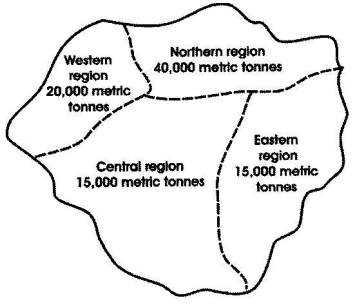 Northern region
40,000 metric tonnes
Western
region
20,000 metric
tonnes
Eastern
region
15,000 metric
tonnes
Central region
15,000 metric tonnes